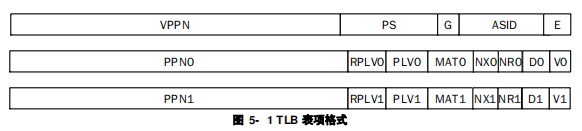 VPPN PS G ASID E
PPN0 RPLV0 PLV0 MAT0 NX0 NR0 D0 V0
PPN1 RPLV1 PLV1 MAT1 NX1 NR1 D1 V1
图 5- 1 TLB 表项格式